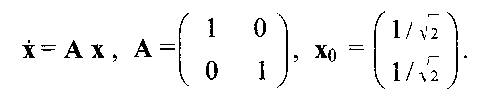 ẋ = A x , A = ( 1 0 ; 0 1 ), x₀ = ( 1/√2 ; 1/√2 ).